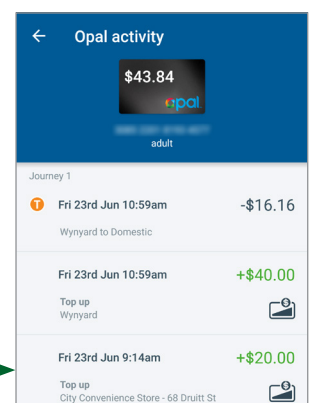 Opal activity
$43.84
opal
adult
Journey 1
T Fri 23rd Jun 10:59am -$16.16
Wynyard to Domestic
Fri 23rd Jun 10:59am +$40.00
Top up
Wynyard
$
Fri 23rd Jun 9:14am +$20.00
Top up
City Convenience Store - 68 Druitt St
$